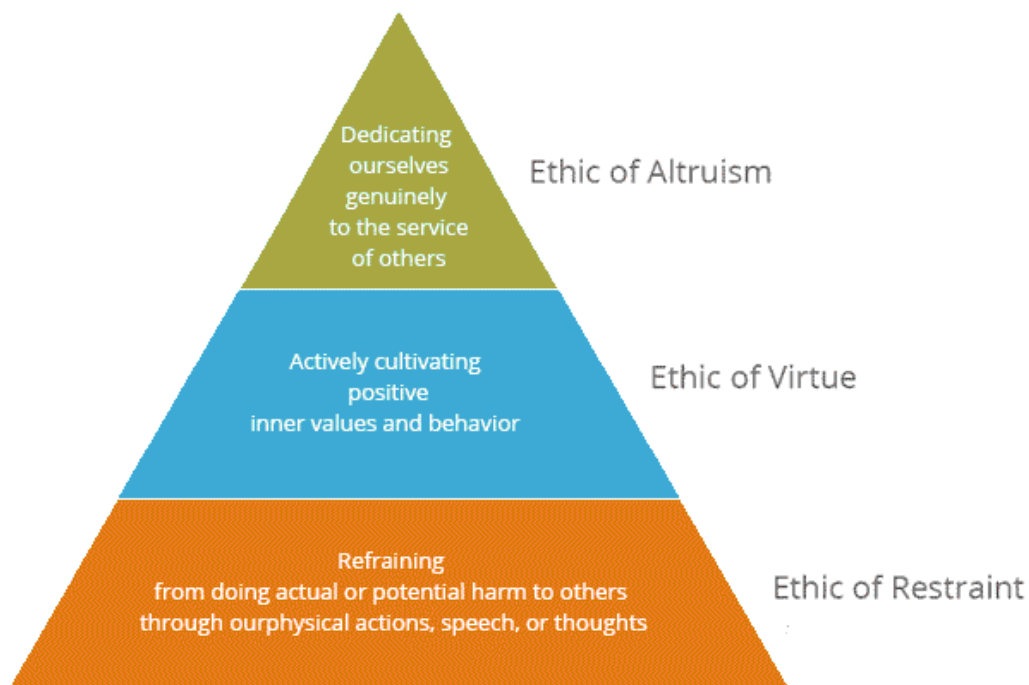 Dedicating
ourselves
genuinely
to the service
of others
Ethic of Altruism
Actively cultivating
positive
inner values and behavior
Ethic of Virtue
Refraining
from doing actual or potential harm to others
through ourphysical actions, speech, or thoughts
Ethic of Restraint